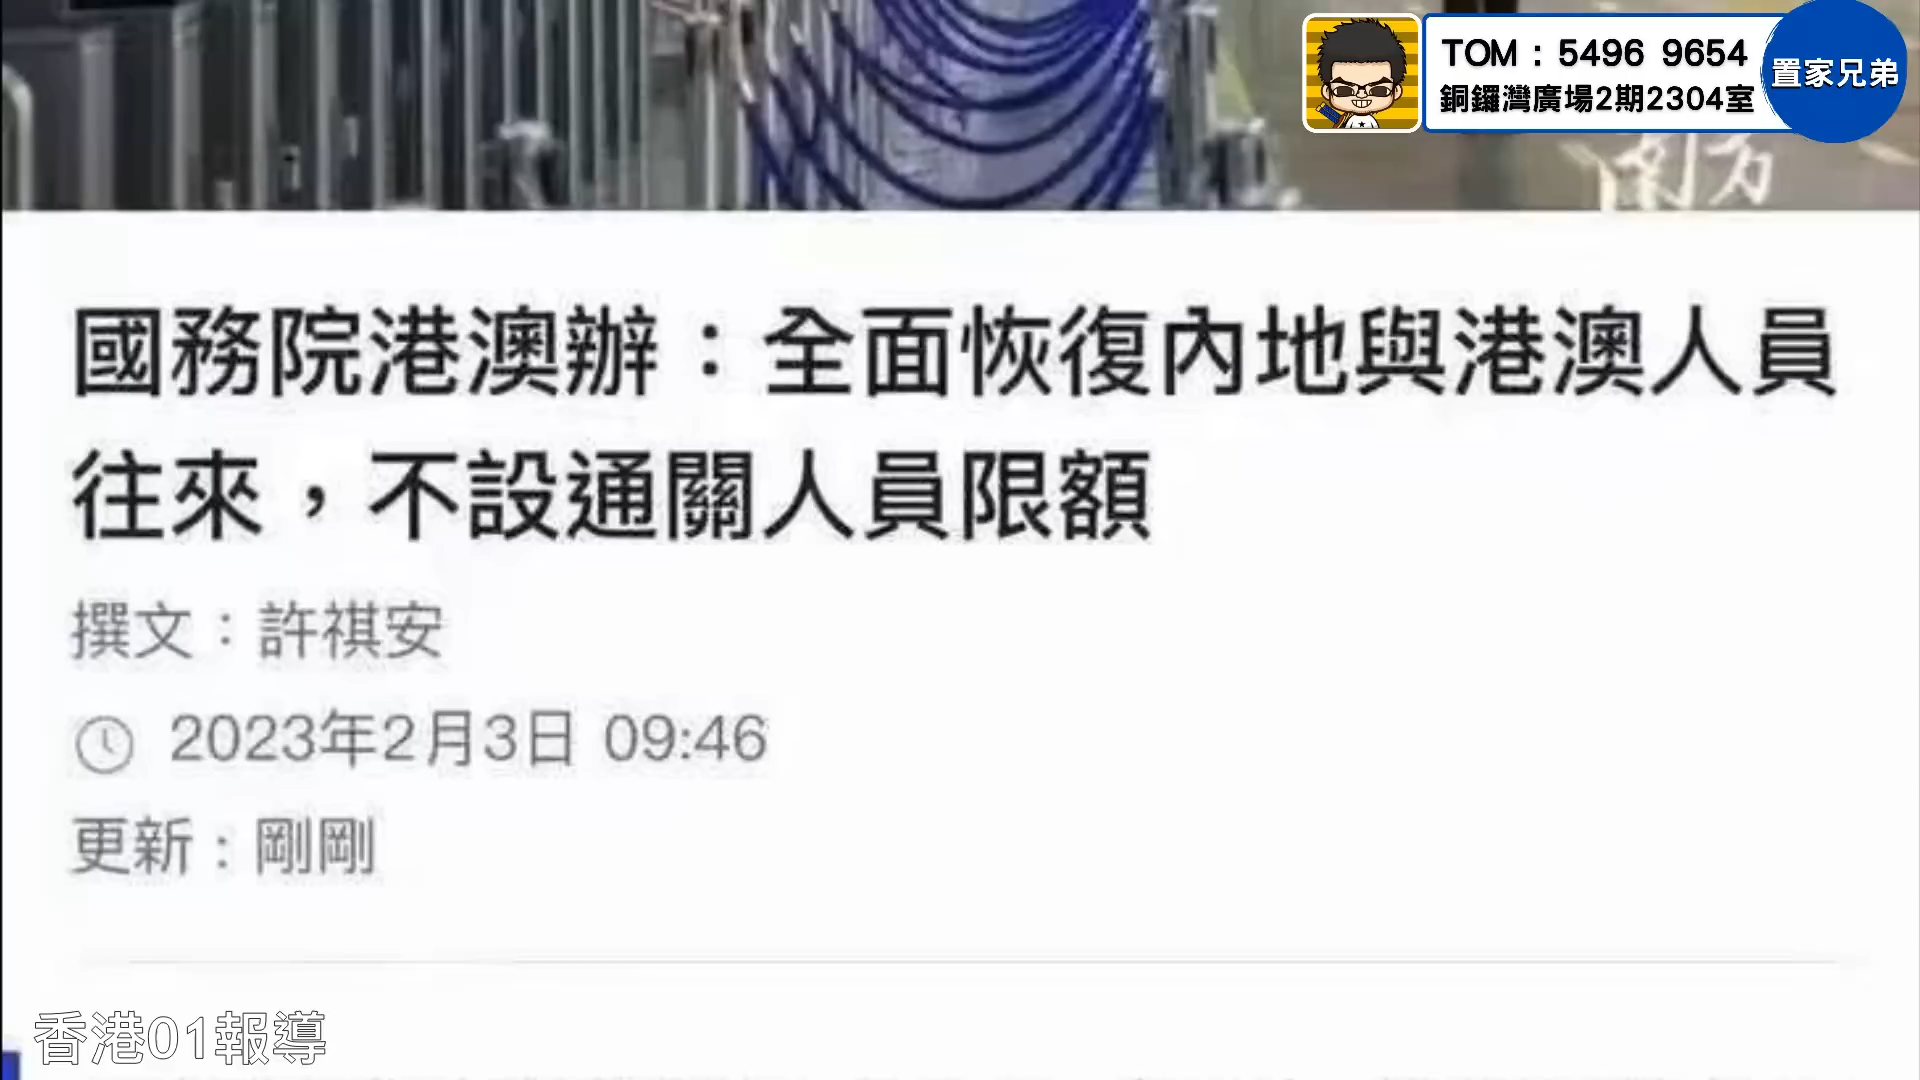 TOM : 5496 9654
銅鑼灣廣場2期2304室
置家兄弟
南方
國務院港澳辦：全面恢復內地與港澳人員
往來，不設通關人員限額
撰文：許祺安
2023年2月3日 09:46
更新：剛剛
香港01報導